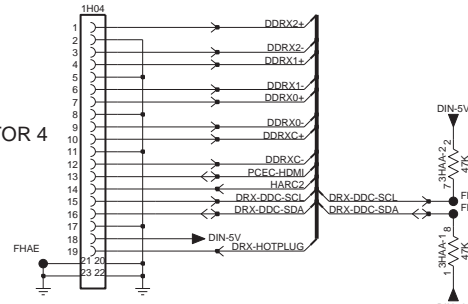 1H04
1 DDRX2+
2
3 DDRX2-
4 DDRX1+
5
6 DDRX1-
7 DDRX0+
8
9 DDRX0-
10 DDRXC+
11
12 DDRXC-
13 PCEC-HDMI
14 HARC2
15 DRX-DDC-SCL DRX-DDC-SCL
16 DRX-DDC-SDA DRX-DDC-SDA
17
18 DIN-5V
19 DRX-HOTPLUG
21 20
23 22
TOR 4
FHAE
DIN-5V
7 3HAA-2 2
47K
1 3HAA-1 8
47K